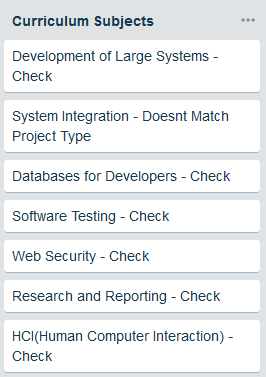 Curriculum Subjects
Development of Large Systems -
Check
System Integration - Doesnt Match
Project Type
Databases for Developers - Check
Software Testing - Check
Web Security - Check
Research and Reporting - Check
HCI(Human Computer Interaction) -
Check